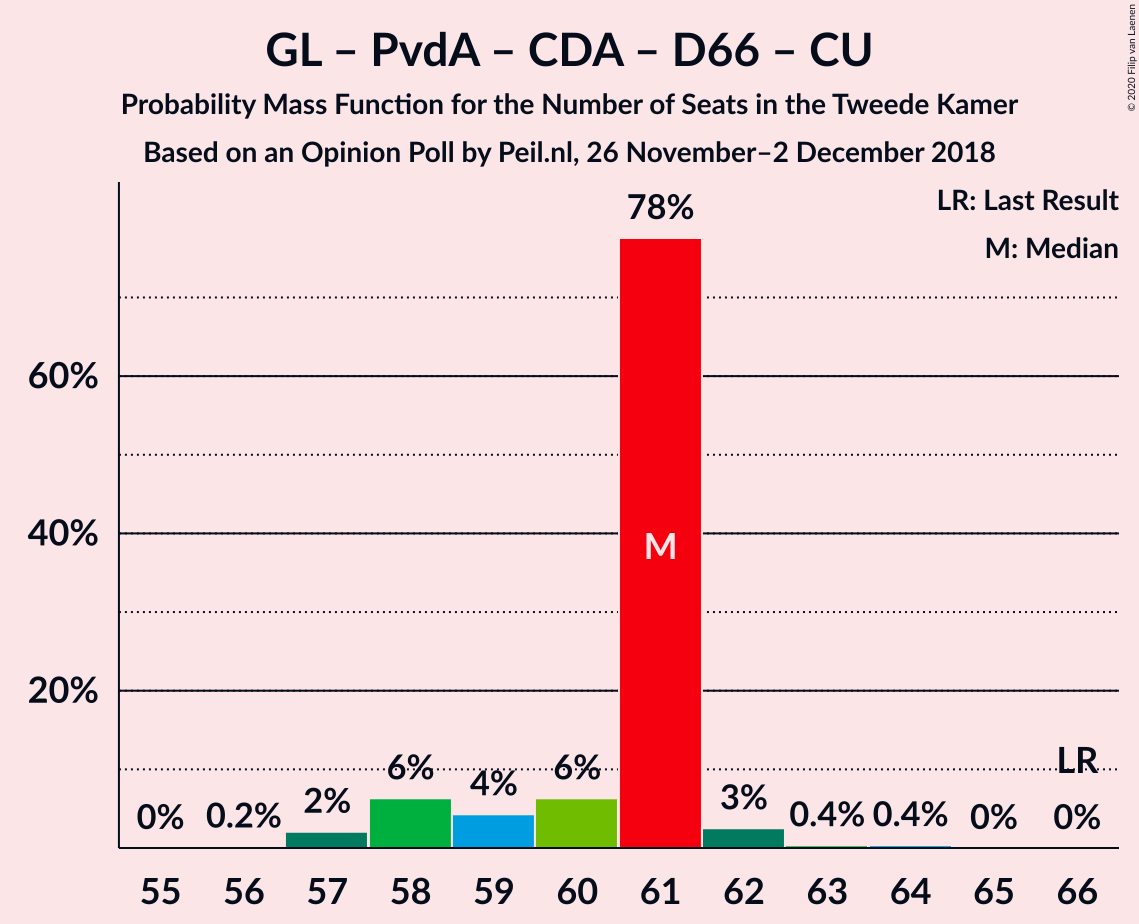 GL – PvdA – CDA – D66 – CU
Probability Mass Function for the Number of Seats in the Tweede Kamer
Based on an Opinion Poll by Peil.nl, 26 November–2 December 2018
© 2020 Filip van Laenen
LR: Last Result
M: Median
78%
60%
40%
20%
M
LR
0%
0.2%
2%
6%
4%
6%
3%
0.4%
0.4%
0%
0%
55 56 57 58 59 60 61 62 63 64 65 66